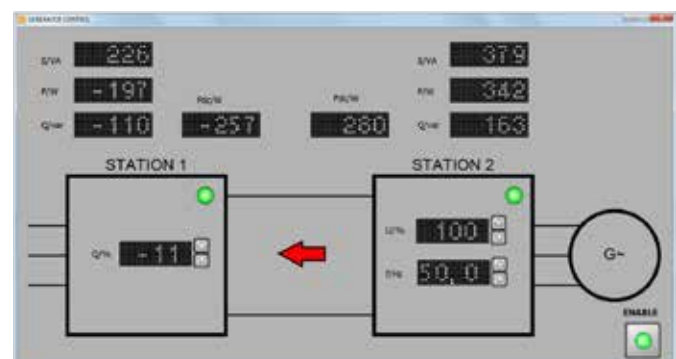 GENERATOR CONTROL
S/VA 226
P/W -197
Q/var -110
PDC/W -257
PDC/W 280
S/VA 379
P/W 342
Q/var 163
STATION 1
STATION 2
Q/% -11
U/% 100
f/Hz 50,0
G~
ENABLE